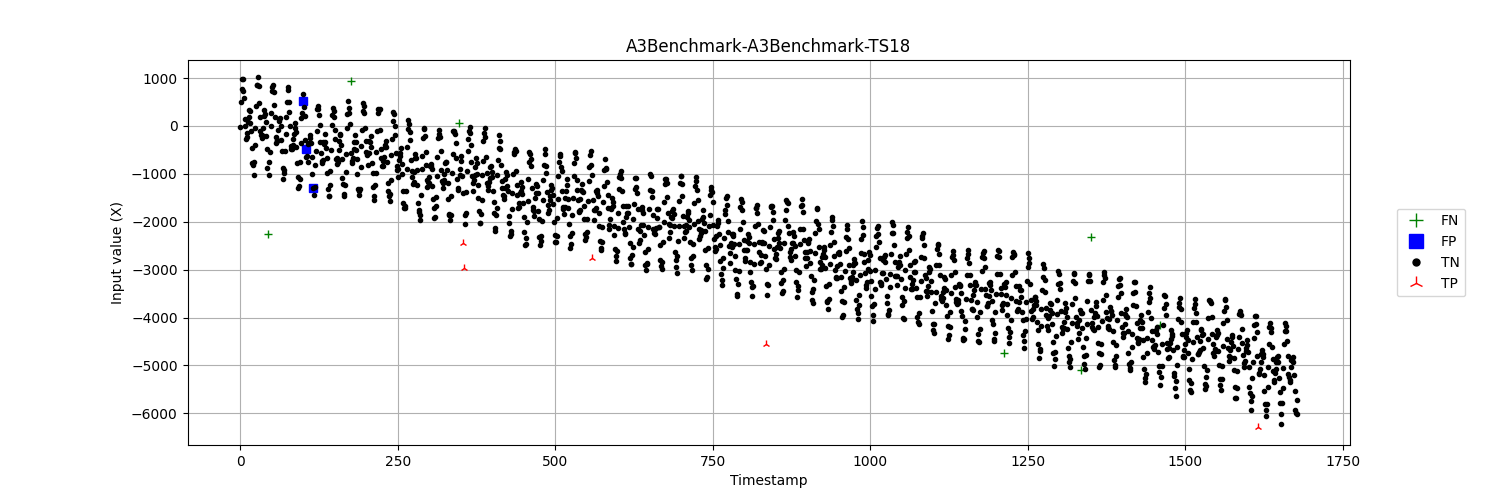 A3Benchmark-A3Benchmark-TS18
1000
0
−1000
−2000
−3000
−4000
−5000
−6000
Input value (X)
0
250
500
750
1000
1250
1500
1750
Timestamp
FN
FP
TN
TP